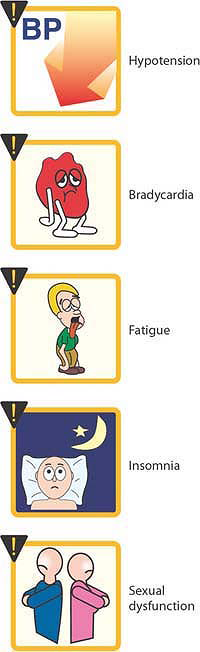 !
BP
Hypotension
!
Bradycardia
!
Fatigue
!
Insomnia
!
Sexual
dysfunction